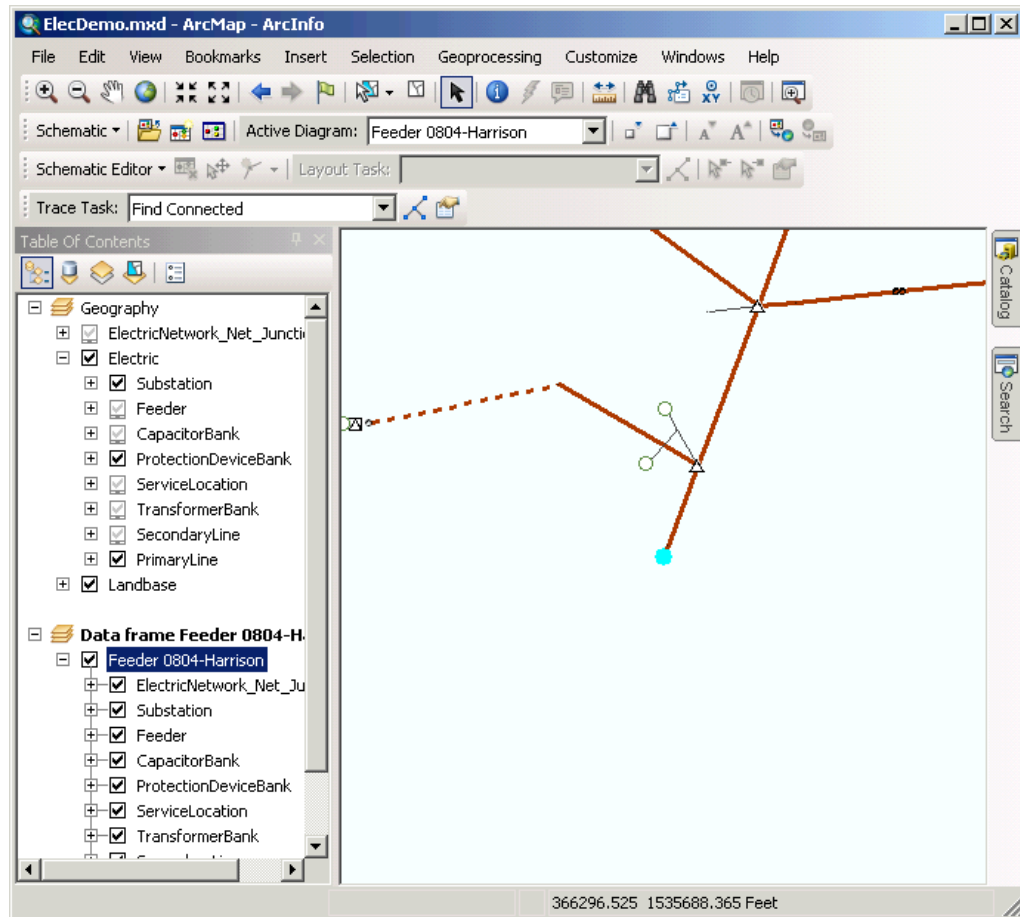 ElecDemo.mxd - ArcMap - ArcInfo
File Edit View Bookmarks Insert Selection Geoprocessing Customize Windows Help
Schematic Active Diagram: Feeder 0804-Harrison
Schematic Editor Layout Task:
Trace Task: Find Connected
Table Of Contents
Geography
ElectricNetwork_Net_Juncti
Electric
Substation
Feeder
CapacitorBank
ProtectionDeviceBank
ServiceLocation
TransformerBank
SecondaryLine
PrimaryLine
Landbase
Data frame Feeder 0804-H
Feeder 0804-Harrison
ElectricNetwork_Net_Ju
Substation
Feeder
CapacitorBank
ProtectionDeviceBank
ServiceLocation
TransformerBank
Catalog
Search
366296.525 1535688.365 Feet